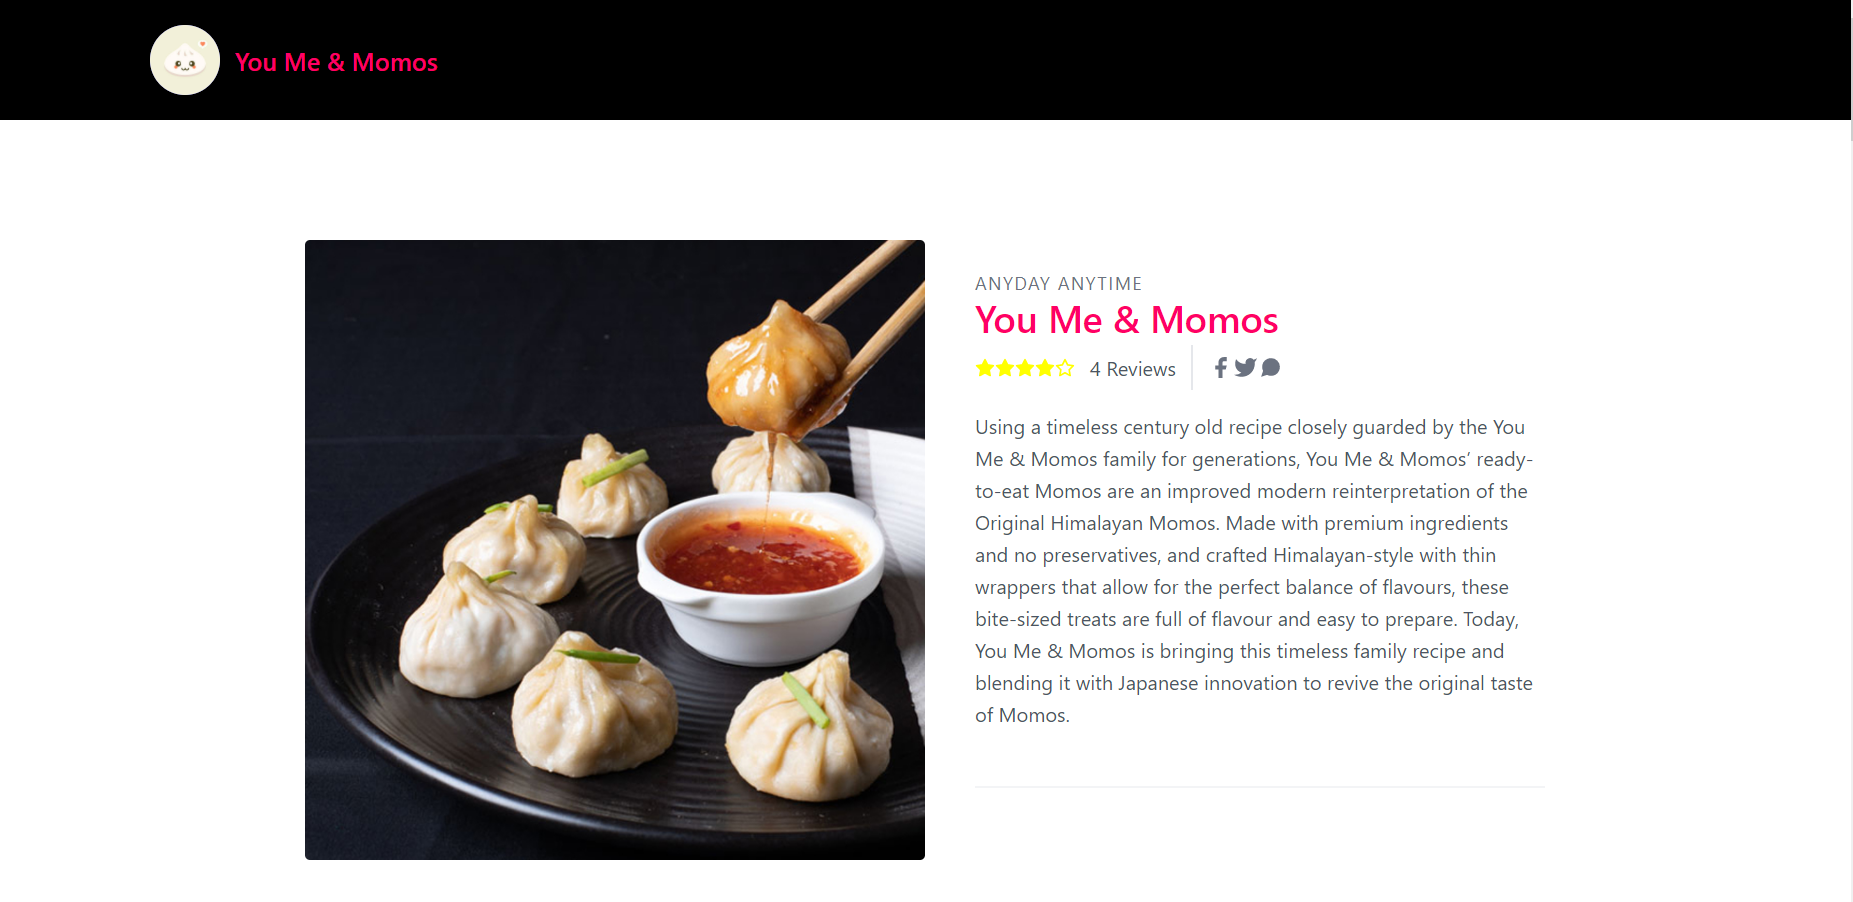 You Me & Momos
ANYDAY ANYTIME
You Me & Momos
4 Reviews
Using a timeless century old recipe closely guarded by the You
Me & Momos family for generations, You Me & Momos’ ready-
to-eat Momos are an improved modern reinterpretation of the
Original Himalayan Momos. Made with premium ingredients
and no preservatives, and crafted Himalayan-style with thin
wrappers that allow for the perfect balance of flavours, these
bite-sized treats are full of flavour and easy to prepare. Today,
You Me & Momos is bringing this timeless family recipe and
blending it with Japanese innovation to revive the original taste
of Momos.